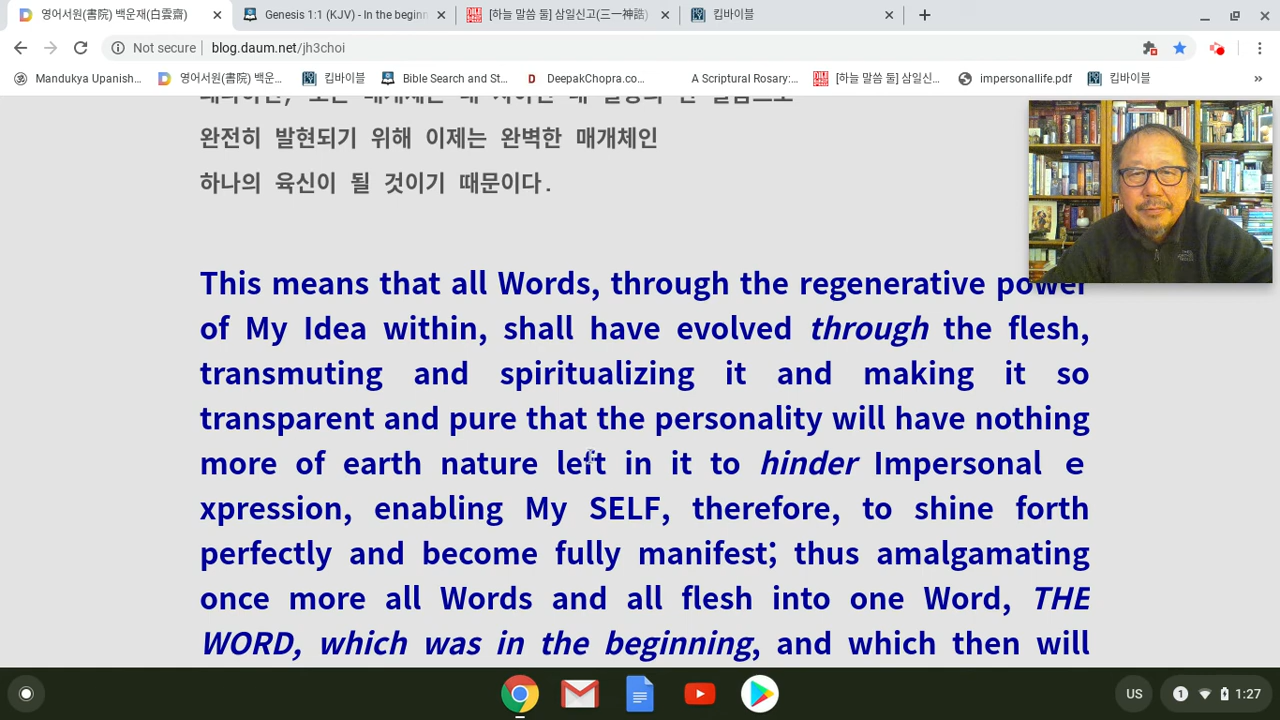 영어서원(書院) 백운재(白雲齋)
Genesis 1:1 (KJV) - In the beginn
[하늘 말씀 둘] 삼일신고(三一神誥)
킵바이블
Not secure
blog.daum.net/jh3choi
Mandukya Upanish...
영어서원(書院) 백운...
킵바이블
Bible Search and St...
DeepakChopra.co...
A Scriptural Rosary:...
[하늘 말씀 둘] 삼일신...
impersonallife.pdf
킵바이블
완전히 발현되기 위해 이제는 완벽한 매개체인
하나의 육신이 될 것이기 때문이다.
This means that all Words, through the regenerative power
of My Idea within, shall have evolved through the flesh,
transmuting and spiritualizing it and making it so
transparent and pure that the personality will have nothing
more of earth nature left in it to hinder Impersonal e
xpression, enabling My SELF, therefore, to shine forth
perfectly and become fully manifest; thus amalgamating
once more all Words and all flesh into one Word, THE
WORD, which was in the beginning, and which then will
US
1
1:27